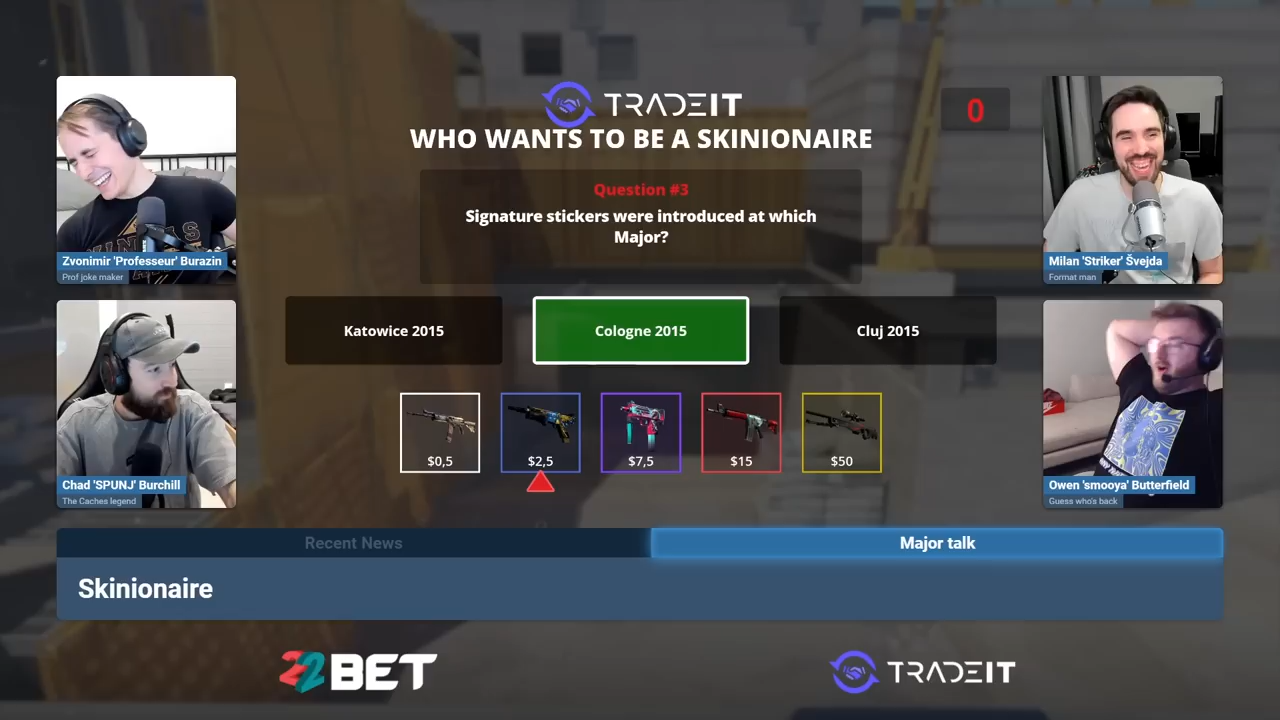 TRADEIT
WHO WANTS TO BE A SKINIONAIRE
0
Question #3
Signature stickers were introduced at which
Major?
Katowice 2015
Cologne 2015
Cluj 2015
$0,5
$2,5
$7,5
$15
$50
Zvonimir 'Professeur' Burazin
Prof joke maker
Milan 'Striker' Švejda
Format man
Chad 'SPUNJ' Burchill
The Caches legend
Owen 'smooya' Butterfield
Guess who's back
Recent News
Major talk
Skinionaire
22BET
TRADEIT